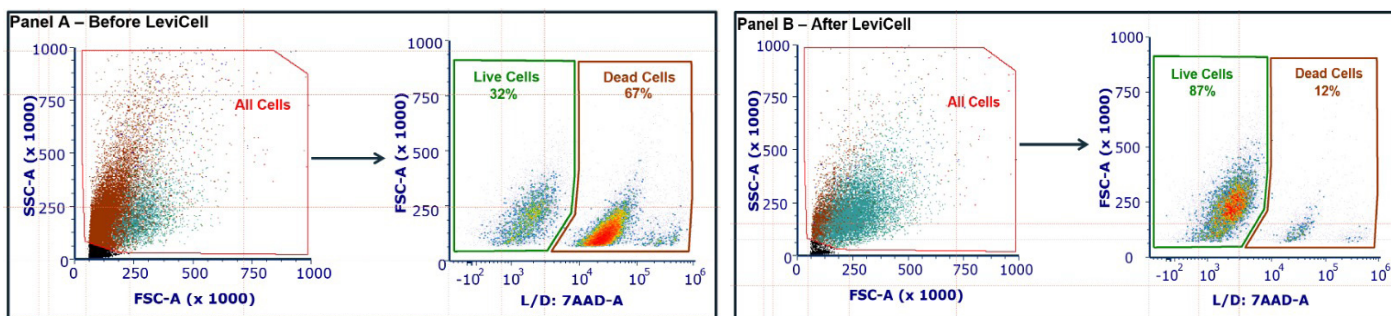 Panel A – Before LeviCell
1000
750
500
250
0
SSC-A (x 1000)
All Cells
0
250
500
750
1000
FSC-A (x 1000)
1000
750
500
250
0
FSC-A (x 1000)
Live Cells
32%
Dead Cells
67%
-10²
10³
10⁴
10⁵
10⁶
L/D: 7AAD-A
Panel B – After LeviCell
1000
750
500
250
0
SSC-A (x 1000)
All Cells
0
250
500
750
1000
FSC-A (x 1000)
1000
750
500
250
0
FSC-A (x 1000)
Live Cells
87%
Dead Cells
12%
-10²
10³
10⁴
10⁵
10⁶
L/D: 7AAD-A